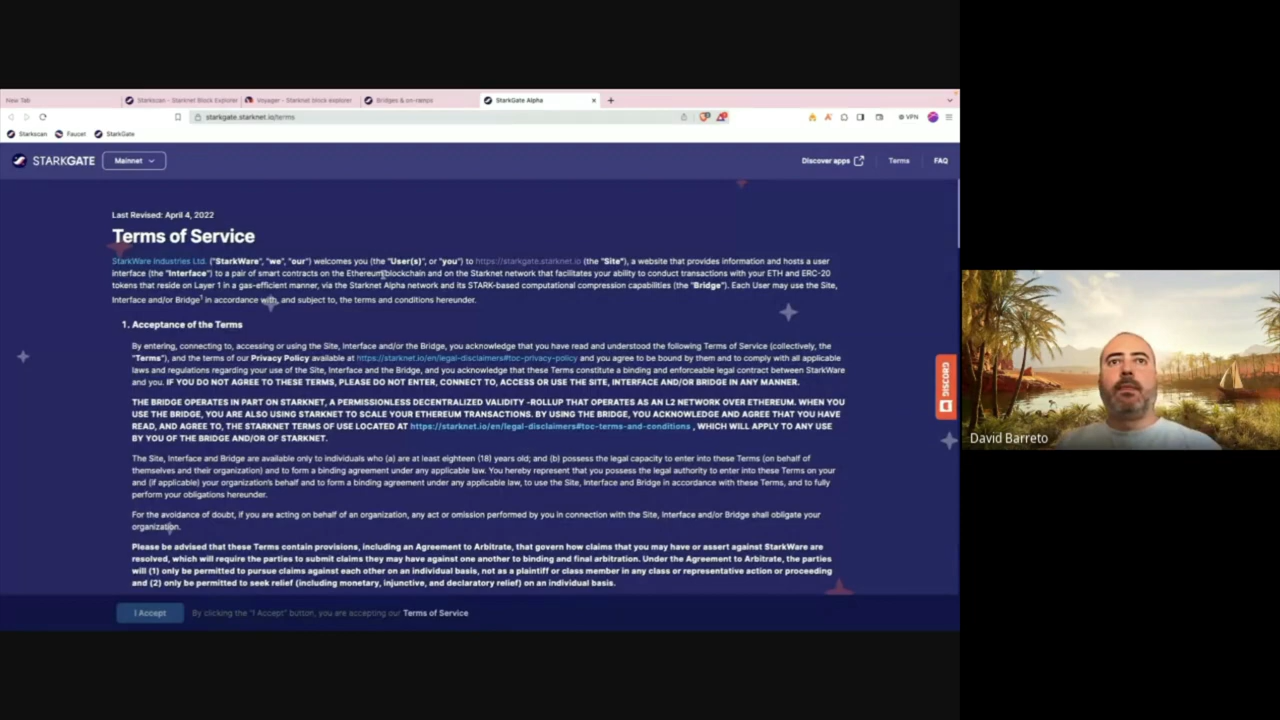 New Tab
Starkscan - Starknet Block Explorer
Voyager - Starknet block explorer
Bridges & on-ramps
StarkGate Alpha
starkgate.starknet.io/terms
VPN
Starkscan
Faucet
StarkGate
STARKGATE
Mainnet
Discover apps
Terms
FAQ
Last Revised: April 4, 2022
Terms of Service
StarkWare Industries Ltd. ("StarkWare", "we", "our") welcomes you (the "User(s)", or "you") to https://starkgate.starknet.io (the "Site"), a website that provides information and hosts a user
interface (the "Interface") to a pair of smart contracts on the Ethereum blockchain and on the Starknet network that facilitates your ability to conduct transactions with your ETH and ERC-20
tokens that reside on Layer 1 in a gas-efficient manner, via the Starknet Alpha network and its STARK-based computational compression capabilities (the "Bridge"). Each User may use the Site,
Interface and/or Bridge1 in accordance with, and subject to, the terms and conditions hereunder.
1. Acceptance of the Terms
By entering, connecting to, accessing or using the Site, Interface and/or the Bridge, you acknowledge that you have read and understood the following Terms of Service (collectively, the
"Terms"), and the terms of our Privacy Policy available at https://starknet.io/en/legal-disclaimers#toc-privacy-policy and you agree to be bound by them and to comply with all applicable
laws and regulations regarding your use of the Site, Interface and the Bridge, and you acknowledge that these Terms constitute a binding and enforceable legal contract between StarkWare
and you. IF YOU DO NOT AGREE TO THESE TERMS, PLEASE DO NOT ENTER, CONNECT TO, ACCESS OR USE THE SITE, INTERFACE AND/OR BRIDGE IN ANY MANNER.
THE BRIDGE OPERATES IN PART ON STARKNET, A PERMISSIONLESS DECENTRALIZED VALIDITY -ROLLUP THAT OPERATES AS AN L2 NETWORK OVER ETHEREUM. WHEN YOU
USE THE BRIDGE, YOU ARE ALSO USING STARKNET TO SCALE YOUR ETHEREUM TRANSACTIONS. BY USING THE BRIDGE, YOU ACKNOWLEDGE AND AGREE THAT YOU HAVE
READ, AND AGREE TO, THE STARKNET TERMS OF USE LOCATED AT https://starknet.io/en/legal-disclaimers#toc-terms-and-conditions , WHICH WILL APPLY TO ANY USE
BY YOU OF THE BRIDGE AND/OR OF STARKNET.
The Site, Interface and Bridge are available only to individuals who (a) are at least eighteen (18) years old; and (b) possess the legal capacity to enter into these Terms (on behalf of
themselves and their organization) and to form a binding agreement under any applicable law. You hereby represent that you possess the legal authority to enter into these Terms on your
and (if applicable) your organization's behalf and to form a binding agreement under any applicable law, to use the Site, Interface and Bridge in accordance with these Terms, and to fully
perform your obligations hereunder.
For the avoidance of doubt, if you are acting on behalf of an organization, any act or omission performed by you in connection with the Site, Interface and/or Bridge shall obligate your
organization.
Please be advised that these Terms contain provisions, including an Agreement to Arbitrate, that govern how claims that you may have or assert against StarkWare are
resolved, which will require the parties to submit claims they may have against one another to binding and final arbitration. Under the Agreement to Arbitrate, the parties
will (1) only be permitted to pursue claims against each other on an individual basis, not as a plaintiff or class member in any class or representative action or proceeding
and (2) only be permitted to seek relief (including monetary, injunctive, and declaratory relief) on an individual basis.
I Accept
By clicking the "I Accept" button, you are accepting our Terms of Service
GB0JSIG
David Barreto